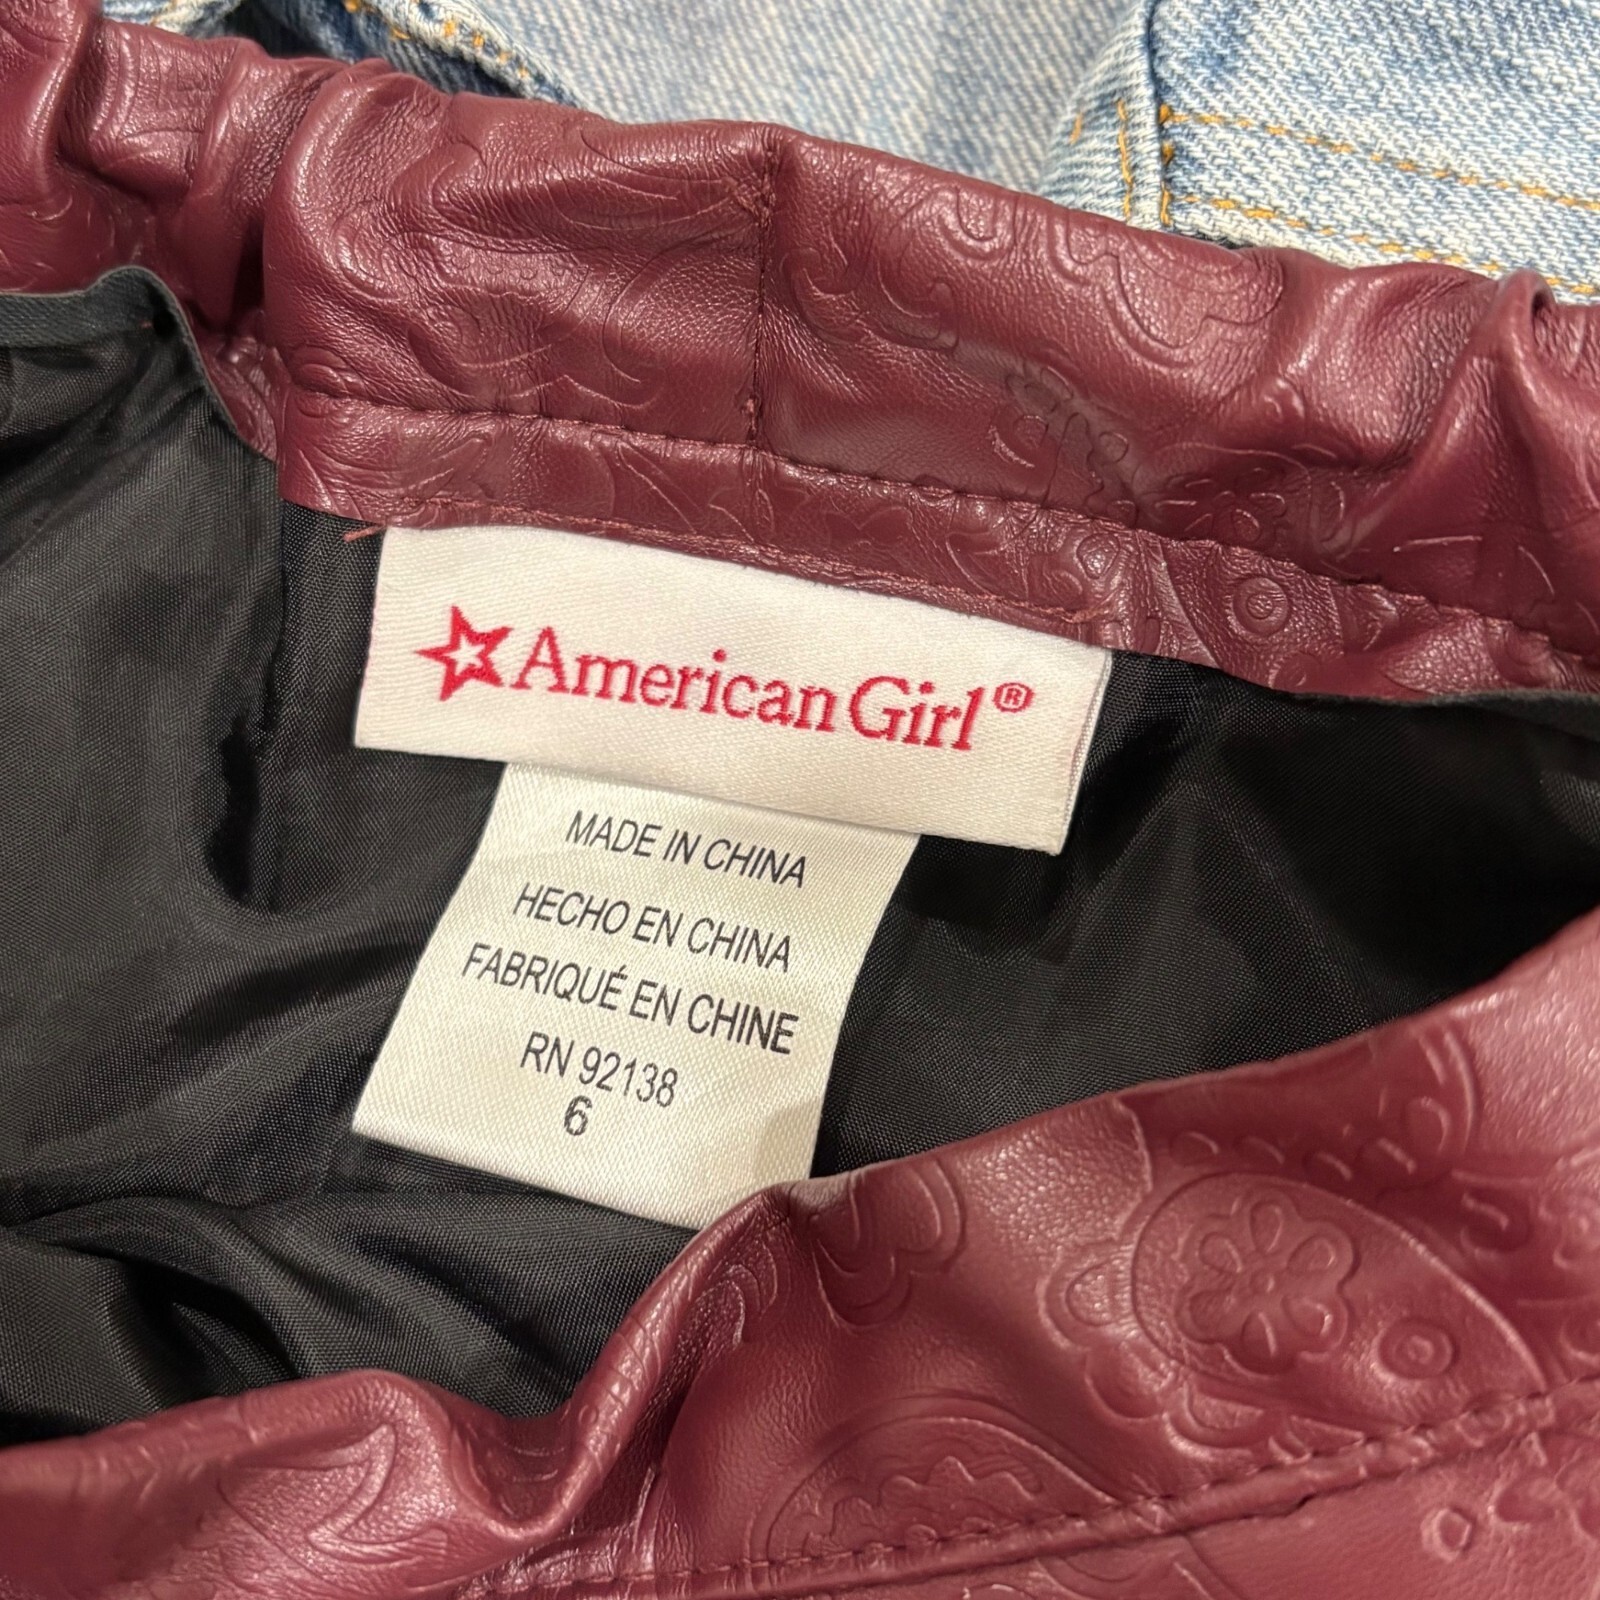 American Girl®
MADE IN CHINA
HECHO EN CHINA
FABRIQUÉ EN CHINE
RN 92138
6